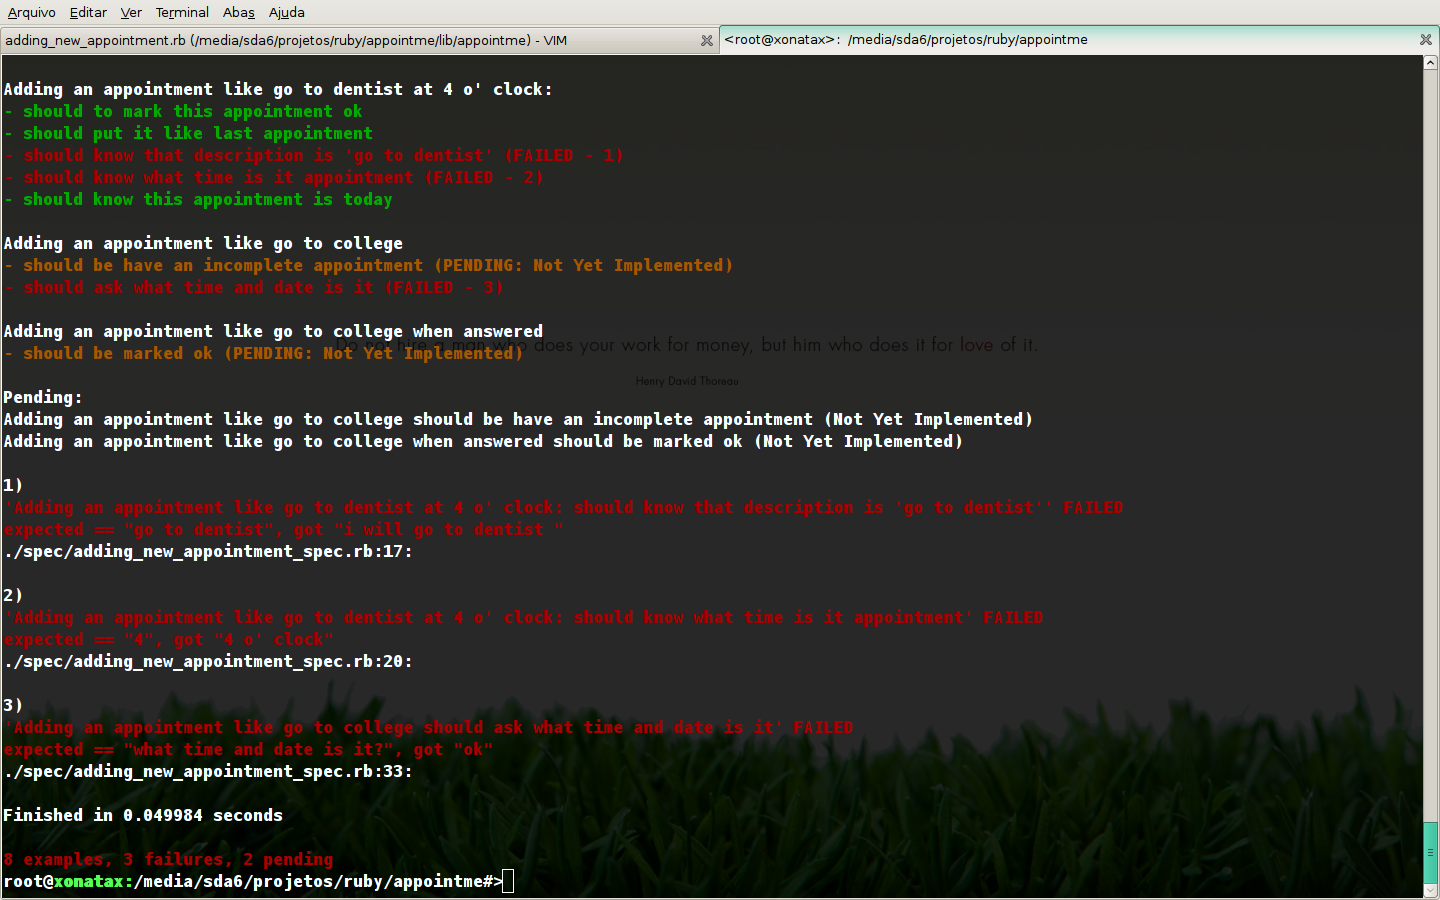 Arquivo Editar Ver Terminal Abas Ajuda
adding_new_appointment.rb (/media/sda6/projetos/ruby/appointme/lib/appointme) - VIM
<root@xonatax>: /media/sda6/projetos/ruby/appointme
Adding an appointment like go to dentist at 4 o' clock:
- should to mark this appointment ok
- should put it like last appointment
- should know that description is 'go to dentist' (FAILED - 1)
- should know what time is it appointment (FAILED - 2)
- should know this appointment is today
Adding an appointment like go to college
- should be have an incomplete appointment (PENDING: Not Yet Implemented)
- should ask what time and date is it (FAILED - 3)
Adding an appointment like go to college when answered
- should be marked ok (PENDING: Not Yet Implemented)
Do not hire a man who does your work for money, but him who does it for love of it.
Henry David Thoreau
Pending:
Adding an appointment like go to college should be have an incomplete appointment (Not Yet Implemented)
Adding an appointment like go to college when answered should be marked ok (Not Yet Implemented)
1)
'Adding an appointment like go to dentist at 4 o' clock: should know that description is 'go to dentist'' FAILED
expected == "go to dentist", got "i will go to dentist "
./spec/adding_new_appointment_spec.rb:17:
2)
'Adding an appointment like go to dentist at 4 o' clock: should know what time is it appointment' FAILED
expected == "4", got "4 o' clock"
./spec/adding_new_appointment_spec.rb:20:
3)
'Adding an appointment like go to college should ask what time and date is it' FAILED
expected == "what time and date is it?", got "ok"
./spec/adding_new_appointment_spec.rb:33:
Finished in 0.049984 seconds
8 examples, 3 failures, 2 pending
root@xonatax:/media/sda6/projetos/ruby/appointme#>